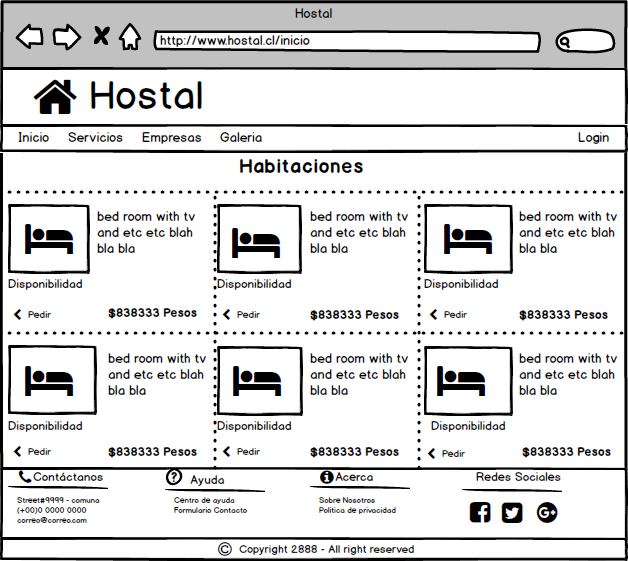 Hostal
http://www.hostal.cl/inicio
Hostal
Inicio Servicios Empresas Galeria Login
Habitaciones
bed room with tv
and etc etc blah
bla bla
Disponibilidad
Pedir $838333 Pesos
bed room with tv
and etc etc blah
bla bla
Disponibilidad
Pedir $838333 Pesos
bed room with tv
and etc etc blah
bla bla
Disponibilidad
Pedir $838333 Pesos
bed room with tv
and etc etc blah
bla bla
Disponibilidad
Pedir $838333 Pesos
bed room with tv
and etc etc blah
bla bla
Disponibilidad
Pedir $838333 Pesos
bed room with tv
and etc etc blah
bla bla
Disponibilidad
Pedir $838333 Pesos
Contáctanos
Street#9999 - comuna
(+00)0 0000 0000
correo@correo.com
Ayuda
Centro de ayuda
Formulario Contacto
Acerca
Sobre Nosotros
Politica de privacidad
Redes Sociales
© Copyright 2888 - All right reserved